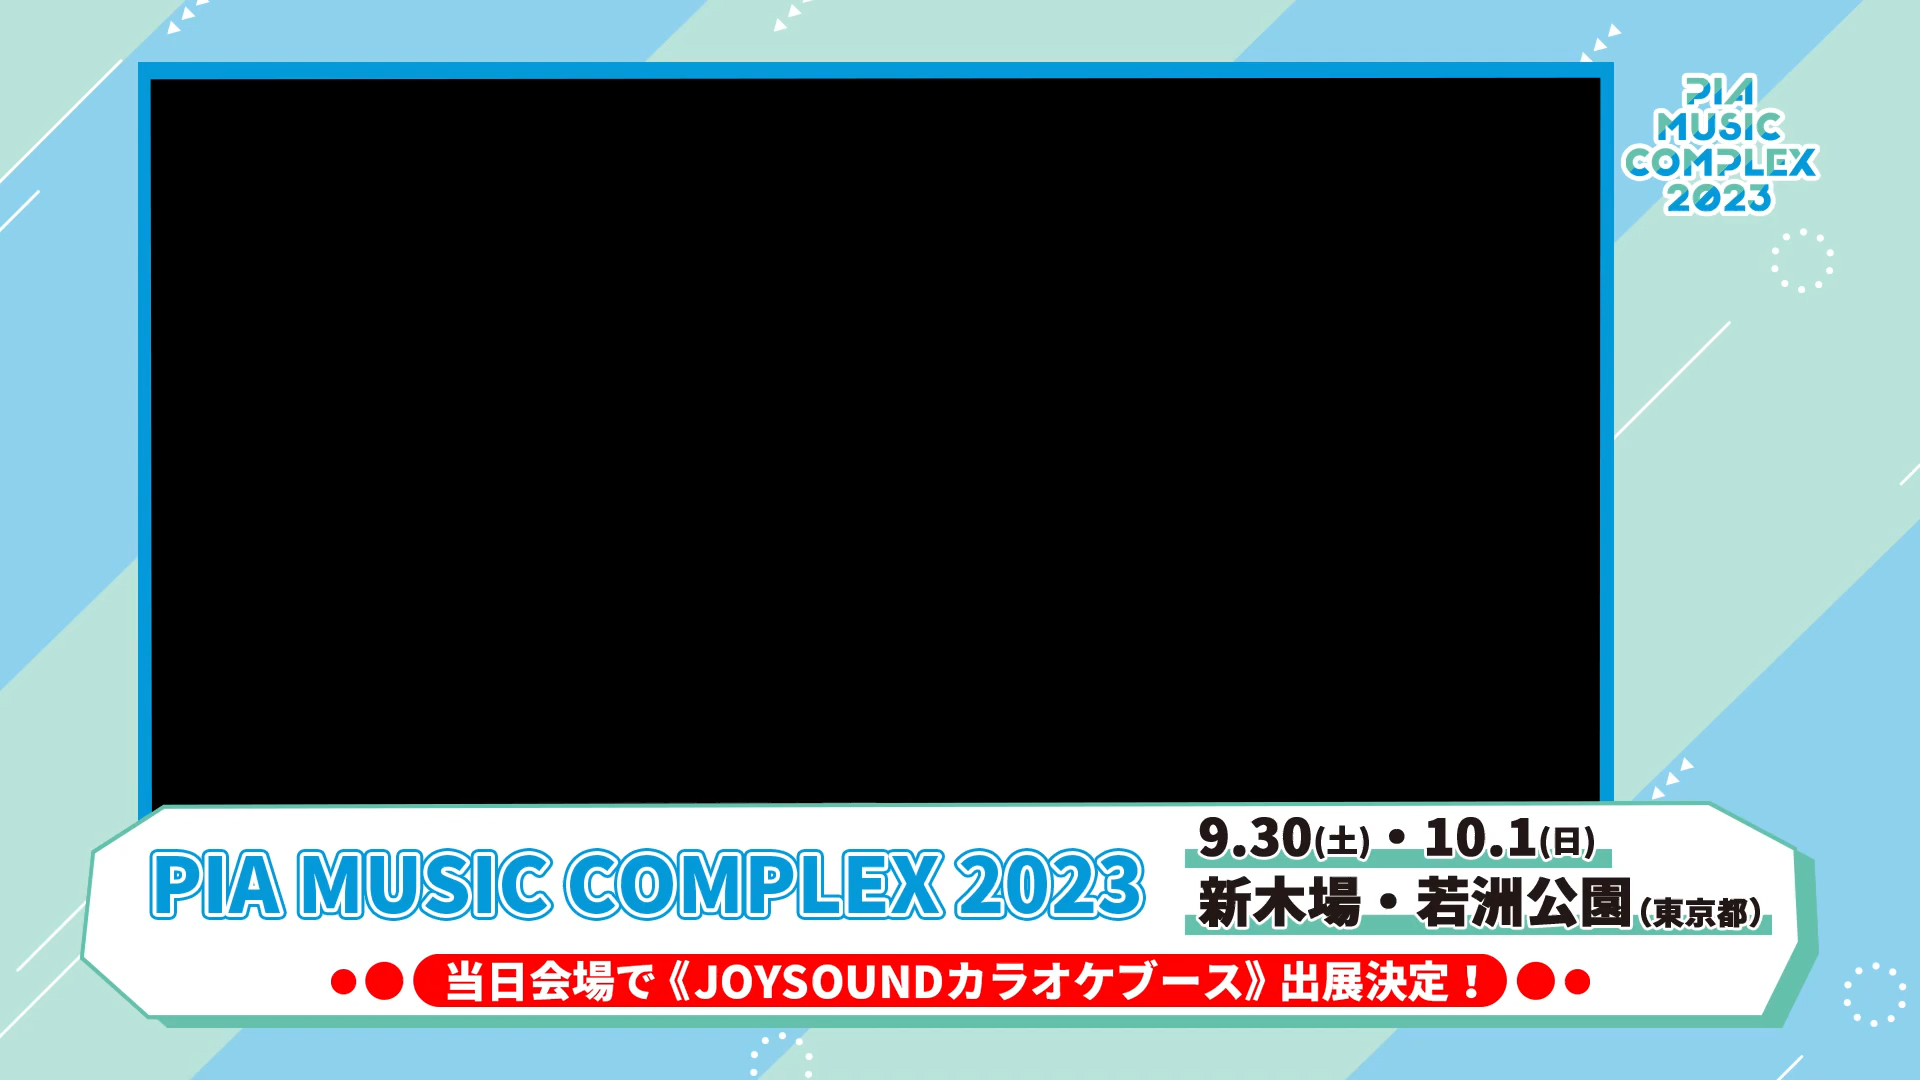 PIA
MUSIC
COMPLEX
2023
PIA MUSIC COMPLEX 2023
9.30(土)・10.1(日)
新木場・若洲公園(東京都)
当日会場で《JOYSOUNDカラオケブース》出展決定！